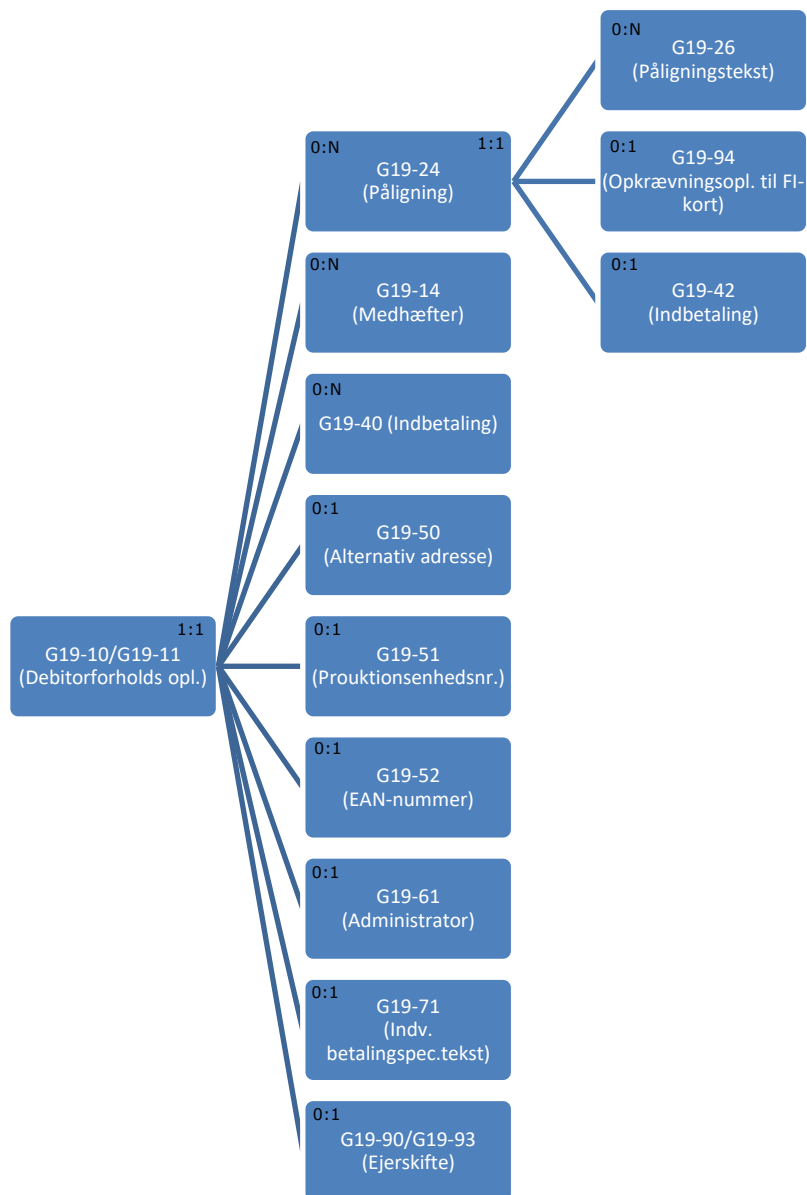 0:N
G19-26
(Påligningstekst)
0:N
1:1
G19-24
(Påligning)
0:1
G19-94
(Opkrævningsopl. til FI-
kort)
0:N
G19-14
(Medhæfter)
0:1
G19-42
(Indbetaling)
0:N
G19-40 (Indbetaling)
0:1
G19-50
(Alternativ adresse)
1:1
G19-10/G19-11
(Debitorforholds opl.)
0:1
G19-51
(Prouktionsenhedsnr.)
0:1
G19-52
(EAN-nummer)
0:1
G19-61
(Administrator)
0:1
G19-71
(Indv.
betalingspec.tekst)
0:1
G19-90/G19-93
(Ejerskifte)